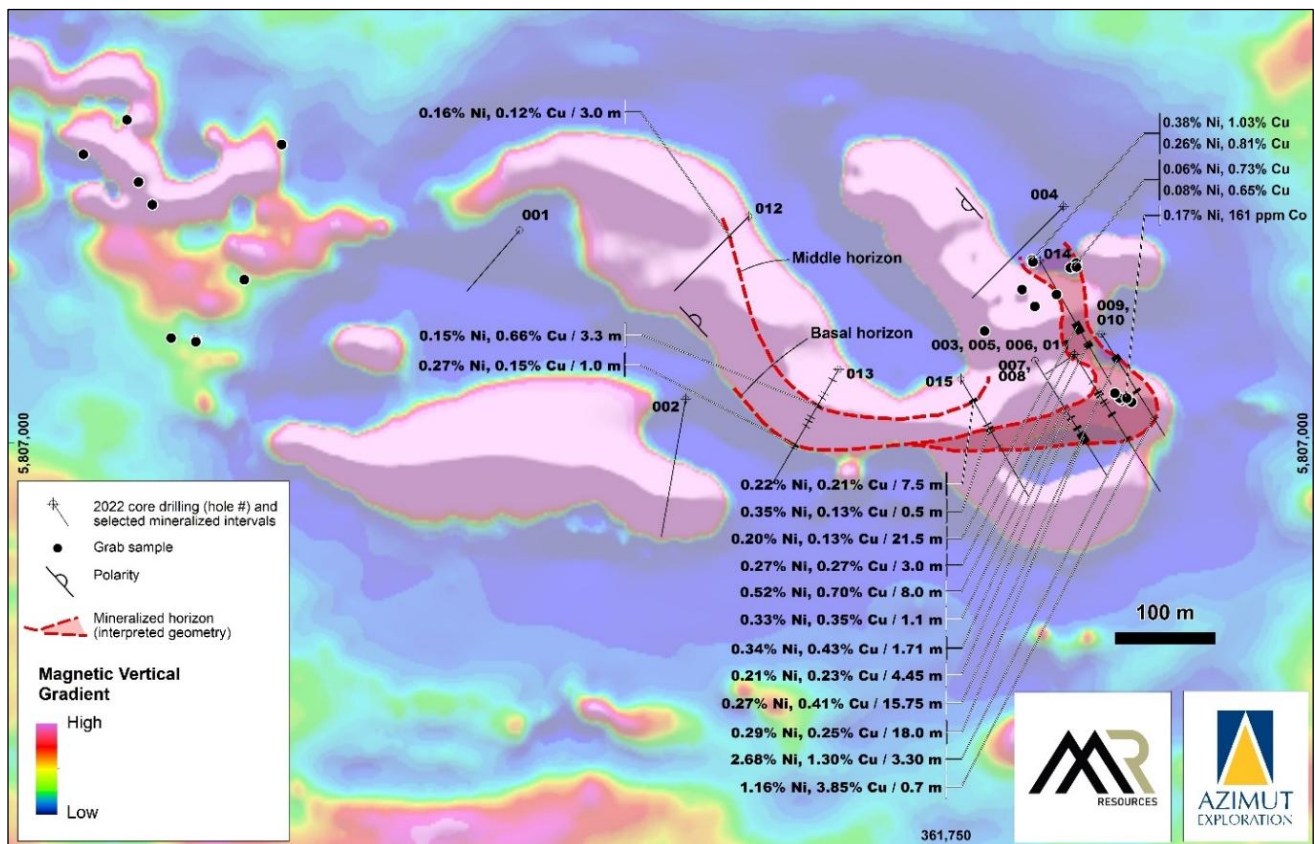 0.16% Ni, 0.12% Cu / 3.0 m
0.38% Ni, 1.03% Cu
0.26% Ni, 0.81% Cu
0.06% Ni, 0.73% Cu
0.08% Ni, 0.65% Cu
0.17% Ni, 161 ppm Co
001
012
004
Middle horizon
014
009,
010
0.15% Ni, 0.66% Cu / 3.3 m
Basal horizon
003, 005, 006, 01
007,
008
0.27% Ni, 0.15% Cu / 1.0 m
013
015
002
5,807,000
5,807,000
0.22% Ni, 0.21% Cu / 7.5 m
0.35% Ni, 0.13% Cu / 0.5 m
0.20% Ni, 0.13% Cu / 21.5 m
0.27% Ni, 0.27% Cu / 3.0 m
0.52% Ni, 0.70% Cu / 8.0 m
0.33% Ni, 0.35% Cu / 1.1 m
0.34% Ni, 0.43% Cu / 1.71 m
0.21% Ni, 0.23% Cu / 4.45 m
0.27% Ni, 0.41% Cu / 15.75 m
0.29% Ni, 0.25% Cu / 18.0 m
2.68% Ni, 1.30% Cu / 3.30 m
1.16% Ni, 3.85% Cu / 0.7 m
2022 core drilling (hole #) and
selected mineralized intervals
Grab sample
Polarity
Mineralized horizon
(interpreted geometry)
Magnetic Vertical
Gradient
High
Low
100 m
361,750
RESOURCES
AZIMUT
EXPLORATION